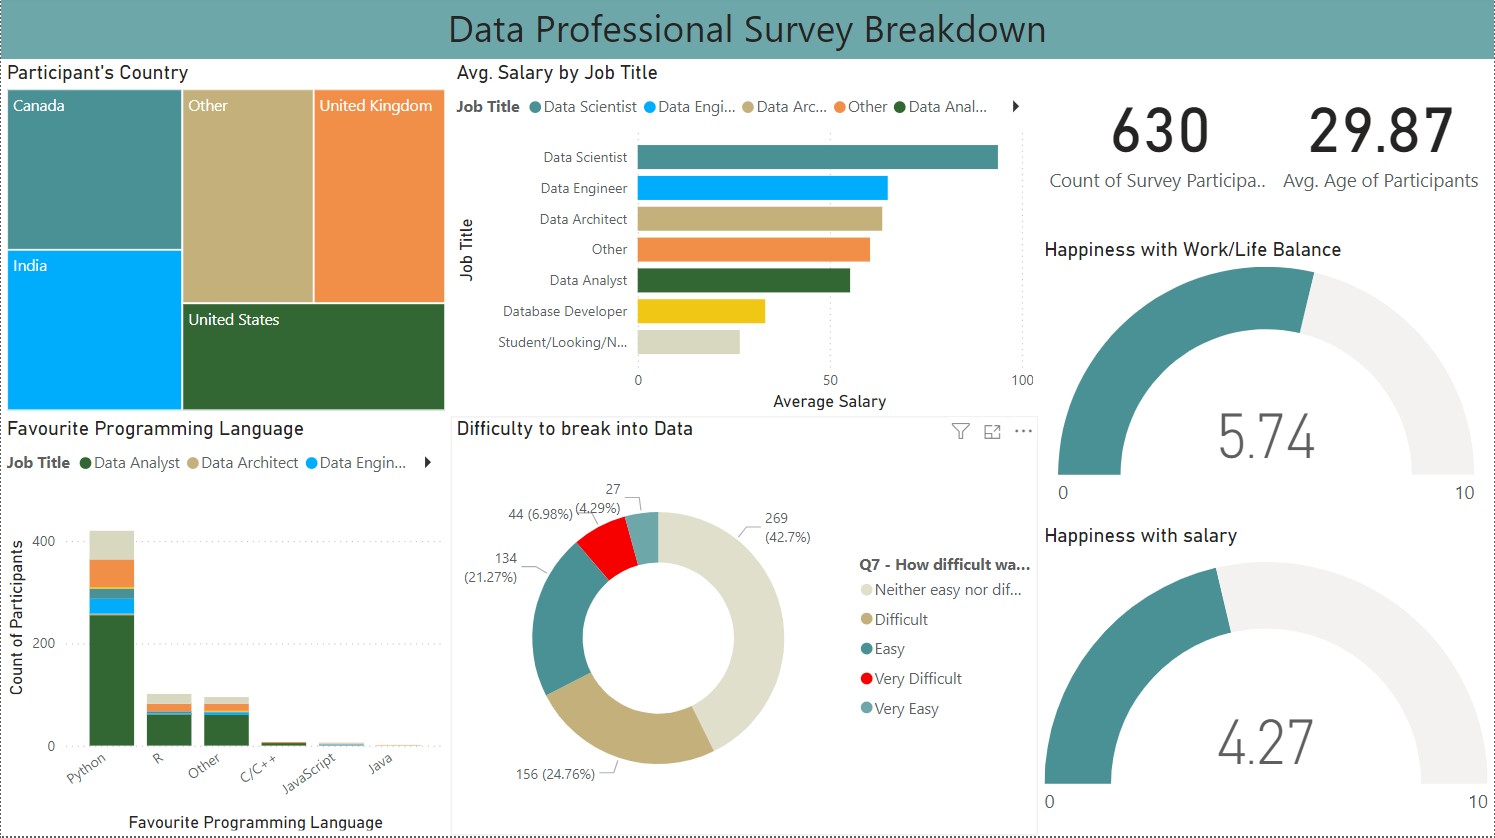 Data Professional Survey Breakdown
Participant's Country
Canada
Other
United Kingdom
India
United States
Avg. Salary by Job Title
Job Title Data Scientist Data Engi... Data Arc... Other Data Anal...
Job Title
Data Scientist
Data Engineer
Data Architect
Other
Data Analyst
Database Developer
Student/Looking/N...
0 50 100
Average Salary
630
Count of Survey Participa..
29.87
Avg. Age of Participants
Happiness with Work/Life Balance
5.74
0 10
Favourite Programming Language
Job Title Data Analyst Data Architect Data Engin...
Count of Participants
400
200
0
Python R Other C/C++ JavaScript Java
Favourite Programming Language
Difficulty to break into Data
27
(4.29%)
44 (6.98%)
134
(21.27%)
269
(42.7%)
156 (24.76%)
Q7 - How difficult wa...
Neither easy nor dif...
Difficult
Easy
Very Difficult
Very Easy
Happiness with salary
4.27
0 10